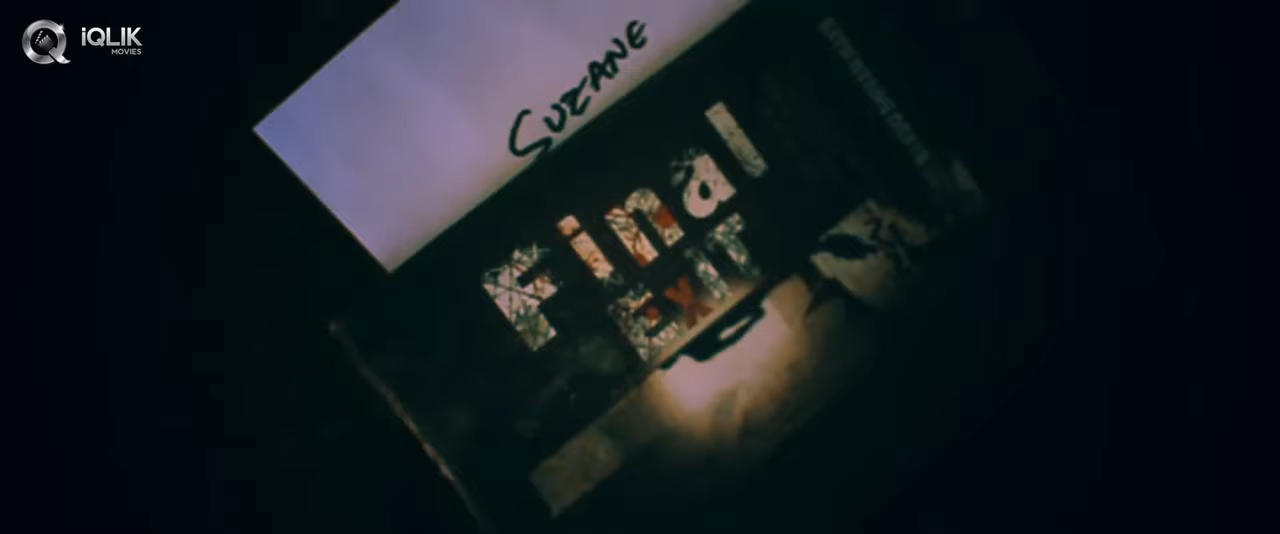 iQLIK
MOVIES
SUZANE
Final
EXIT